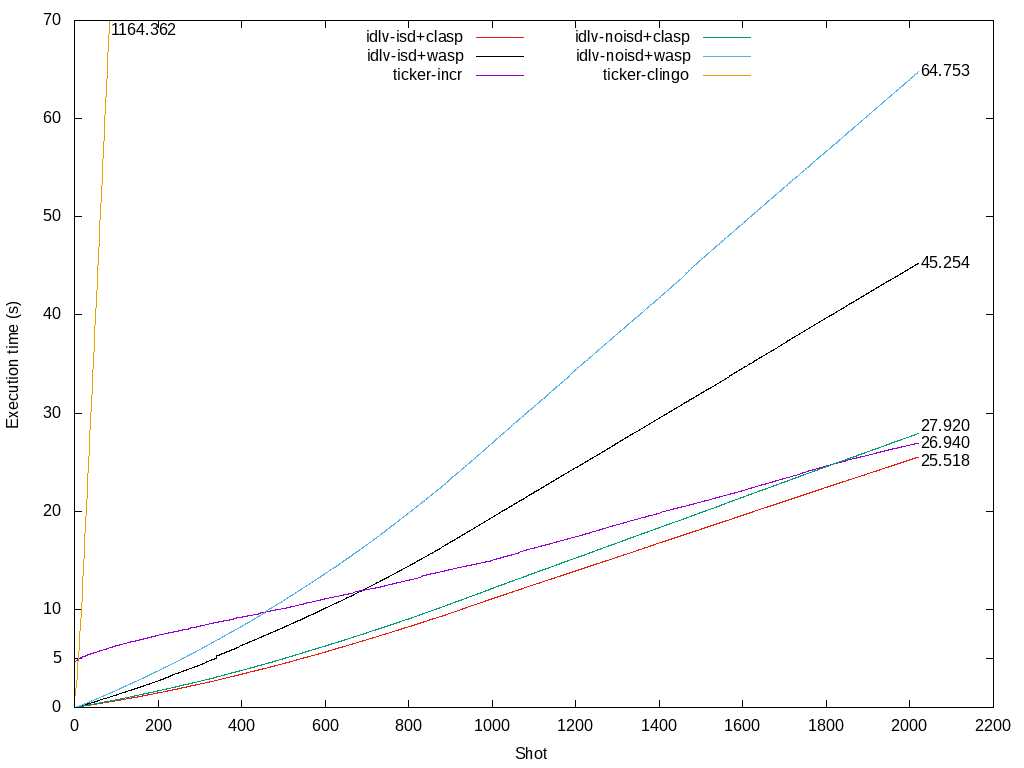 70
60
50
40
30
20
10
5
0
0 200 400 600 800 1000 1200 1400 1600 1800 2000 2200
Execution time (s)
Shot
idlv-isd+clasp
idlv-isd+wasp
ticker-incr
idlv-noisd+clasp
idlv-noisd+wasp
ticker-clingo
1164.362
64.753
45.254
27.920
26.940
25.518